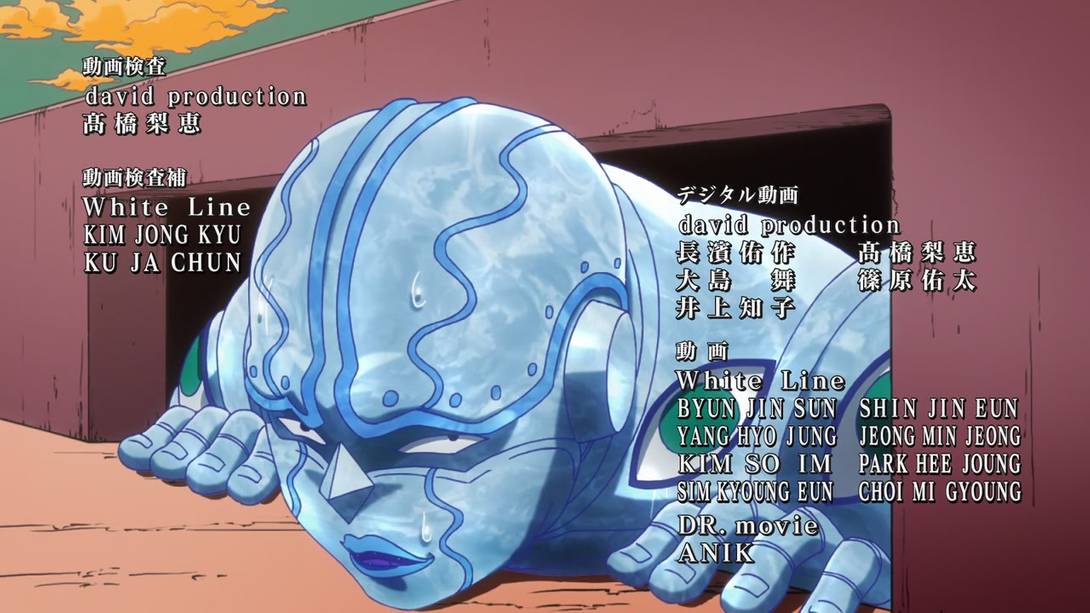 動画検査
david production
髙橋梨恵
動画検査補
White Line
KIM JONG KYU
KU JA CHUN
デジタル動画
david production
長濱佑作 髙橋梨恵
大島 舞 篠原佑太
井上知子
動画
White Line
BYUN JIN SUN SHIN JIN EUN
YANG HYO JUNG JEONG MIN JEONG
KIM SO IM PARK HEE JOUNG
SIM KYOUNG EUN CHOI MI GYOUNG
DR. movie
ANIK